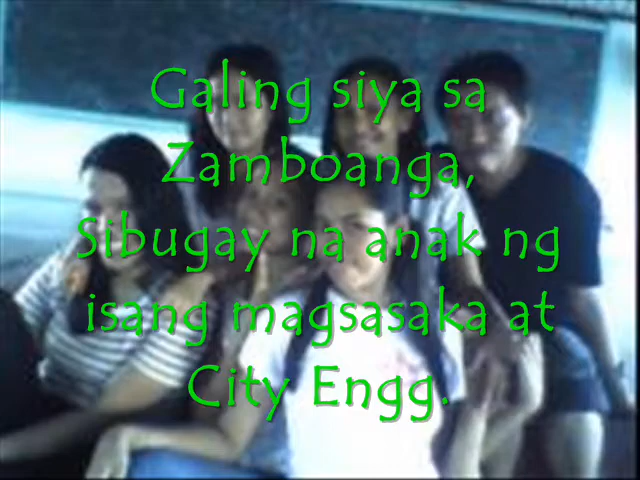 Galing siya sa
Zamboanga,
Sibugay na anak ng
isang magsasaka at
City Engg.